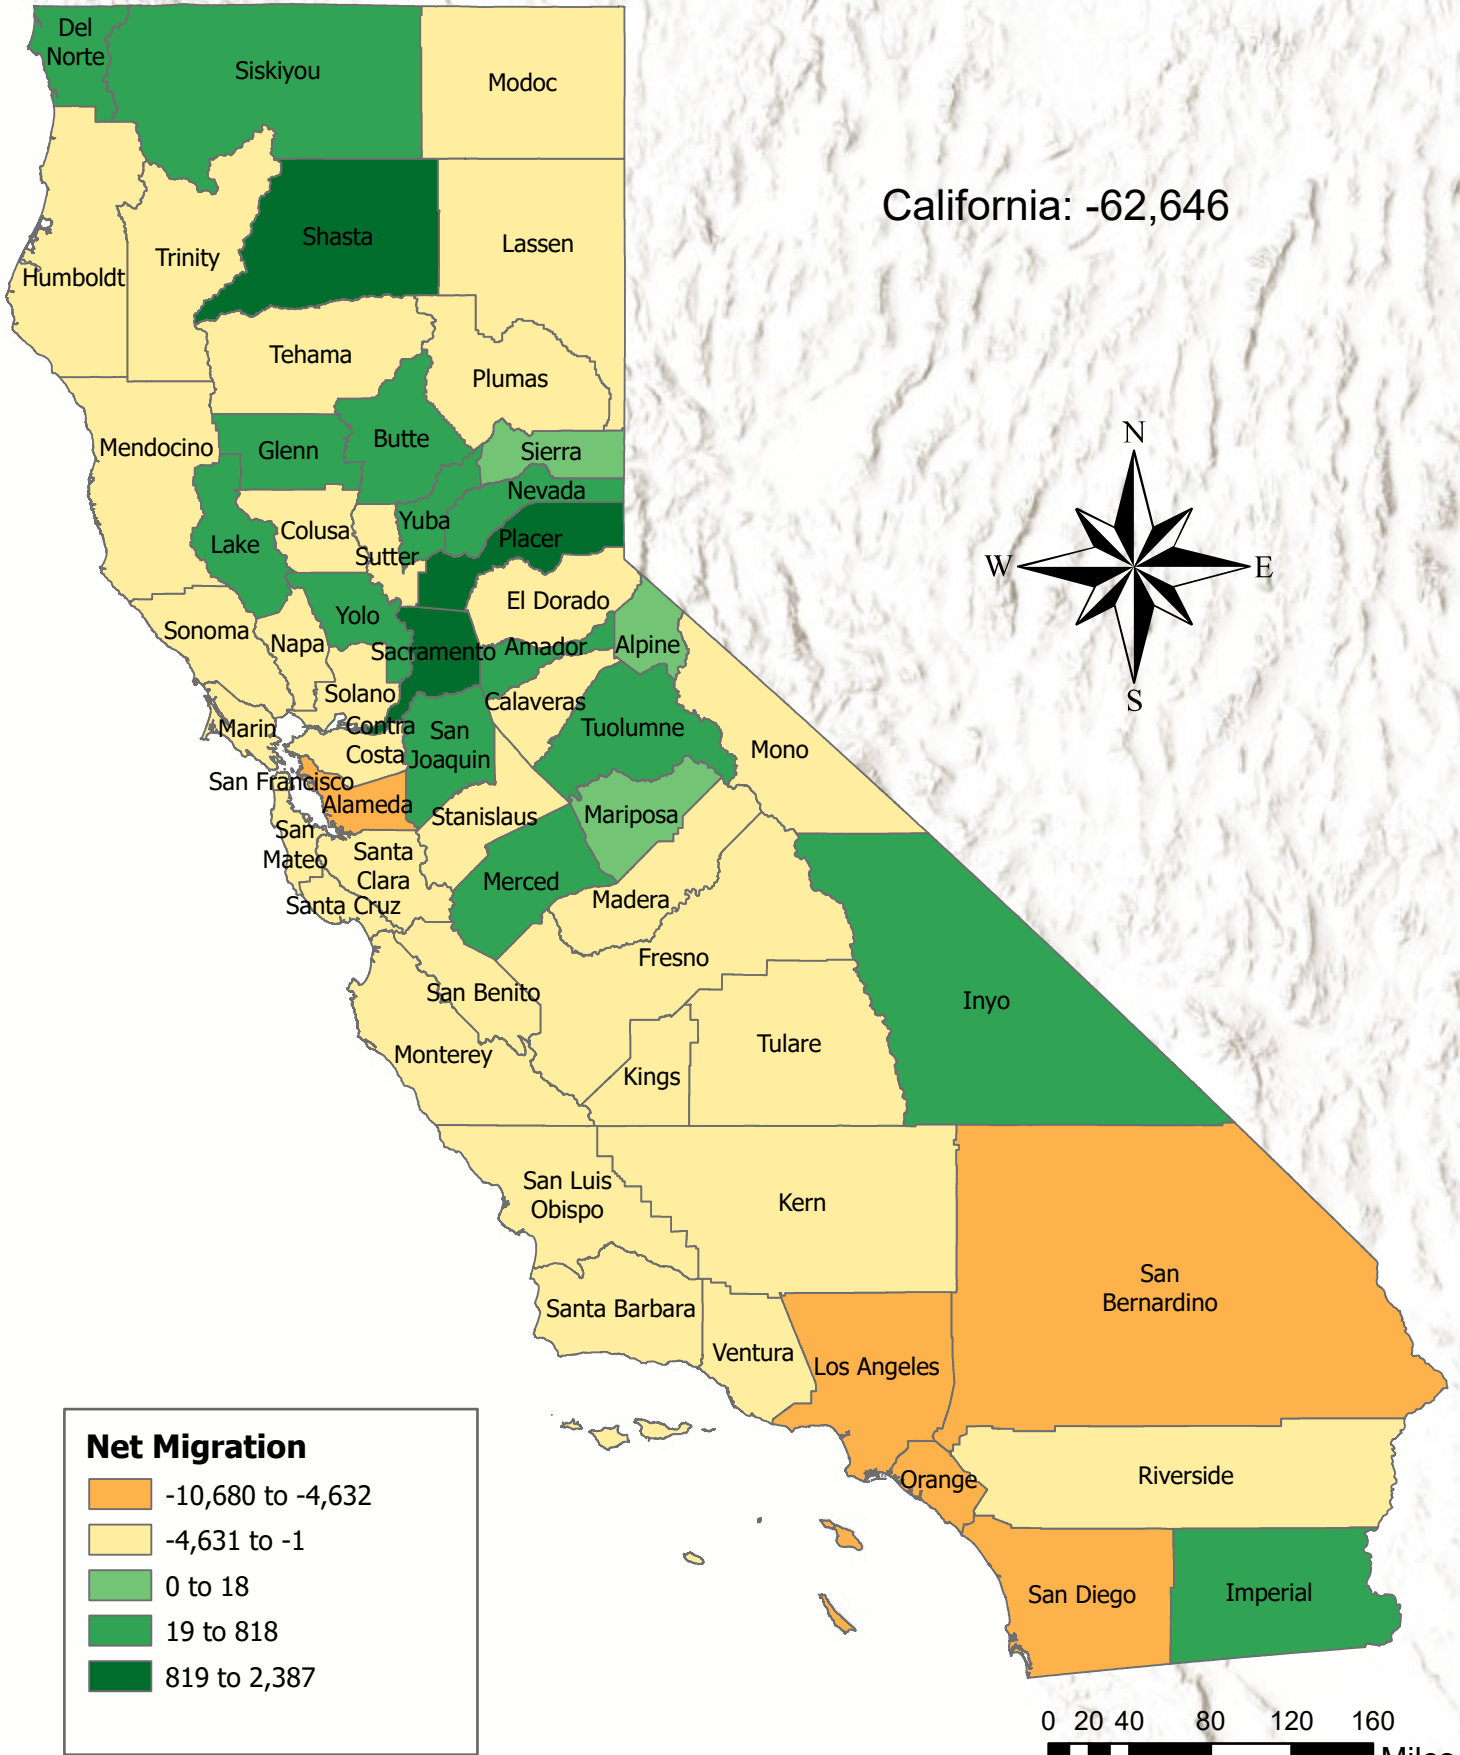 Del
Norte
Siskiyou
Modoc
California: -62,646
Shasta
Lassen
Trinity
Humboldt
Tehama
Plumas
Mendocino
Glenn
Butte
Sierra
Nevada
Colusa
Yuba
Placer
Lake
Sutter
N
W
E
S
El Dorado
Yolo
Sonoma
Napa
Sacramento
Amador
Alpine
Solano
Calaveras
Marin
Contra
Costa
San
Joaquin
Tuolumne
Mono
San Francisco
Alameda
Stanislaus
Mariposa
San
Mateo
Santa
Clara
Merced
Madera
Santa Cruz
Fresno
San Benito
Inyo
Monterey
Tulare
Kings
San Luis
Obispo
Kern
San
Bernardino
Santa Barbara
Ventura
Los Angeles
Orange
Riverside
San Diego
Imperial
Net Migration
-10,680 to -4,632
-4,631 to -1
0 to 18
19 to 818
819 to 2,387
0 20 40 80 120 160
Miles